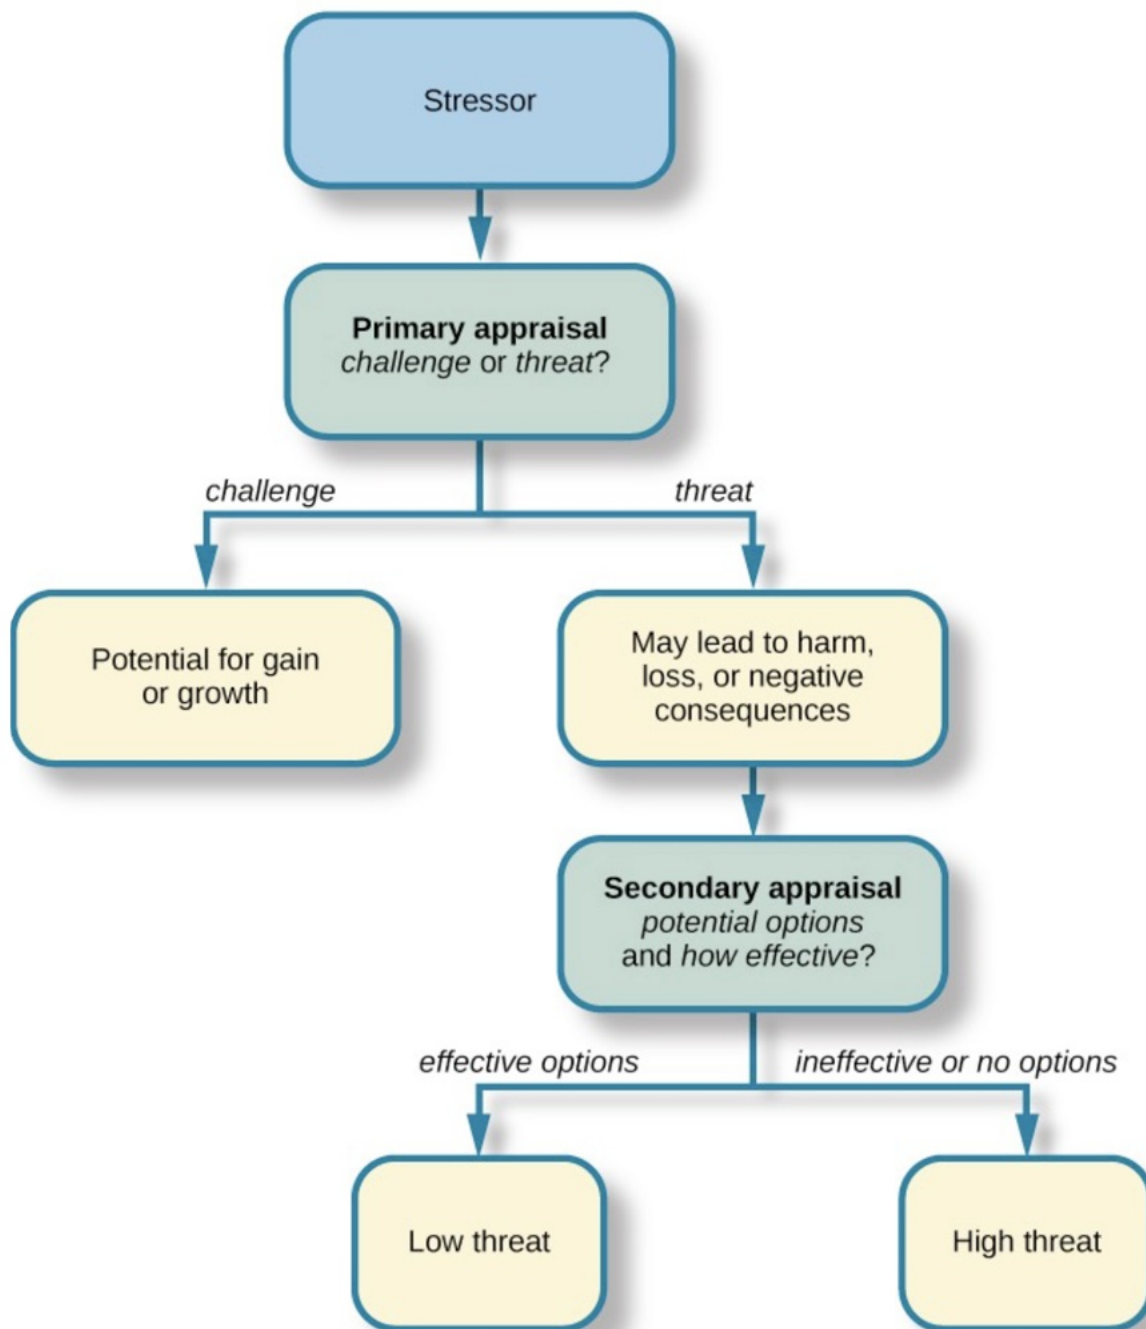 Stressor
Primary appraisal
challenge or threat?
challenge
threat
Potential for gain
or growth
May lead to harm,
loss, or negative
consequences
Secondary appraisal
potential options
and how effective?
effective options
ineffective or no options
Low threat
High threat